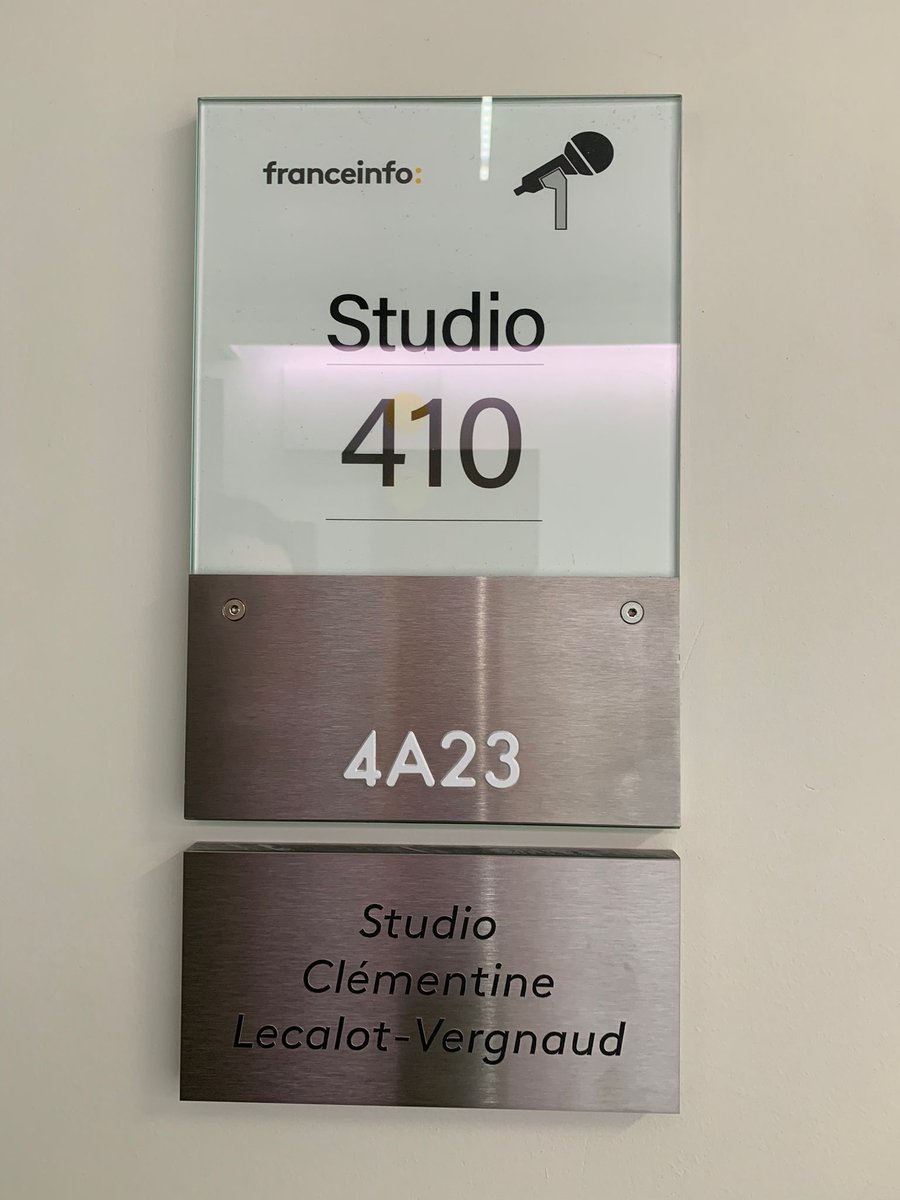 franceinfo:
Studio
410
4A23
Studio
Clémentine
Lecalot-Vergnaud